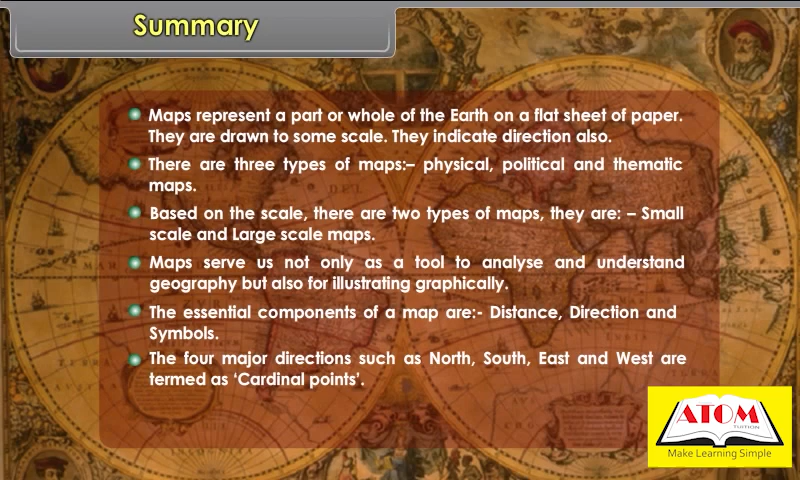 Summary
Maps represent a part or whole of the Earth on a flat sheet of paper.
They are drawn to some scale. They indicate direction also.
There are three types of maps:– physical, political and thematic
maps.
Based on the scale, there are two types of maps, they are: – Small
scale and Large scale maps.
Maps serve us not only as a tool to analyse and understand
geography but also for illustrating graphically.
The essential components of a map are:- Distance, Direction and
Symbols.
The four major directions such as North, South, East and West are
termed as ‘Cardinal points’.
ATOM
TUITION
Make Learning Simple